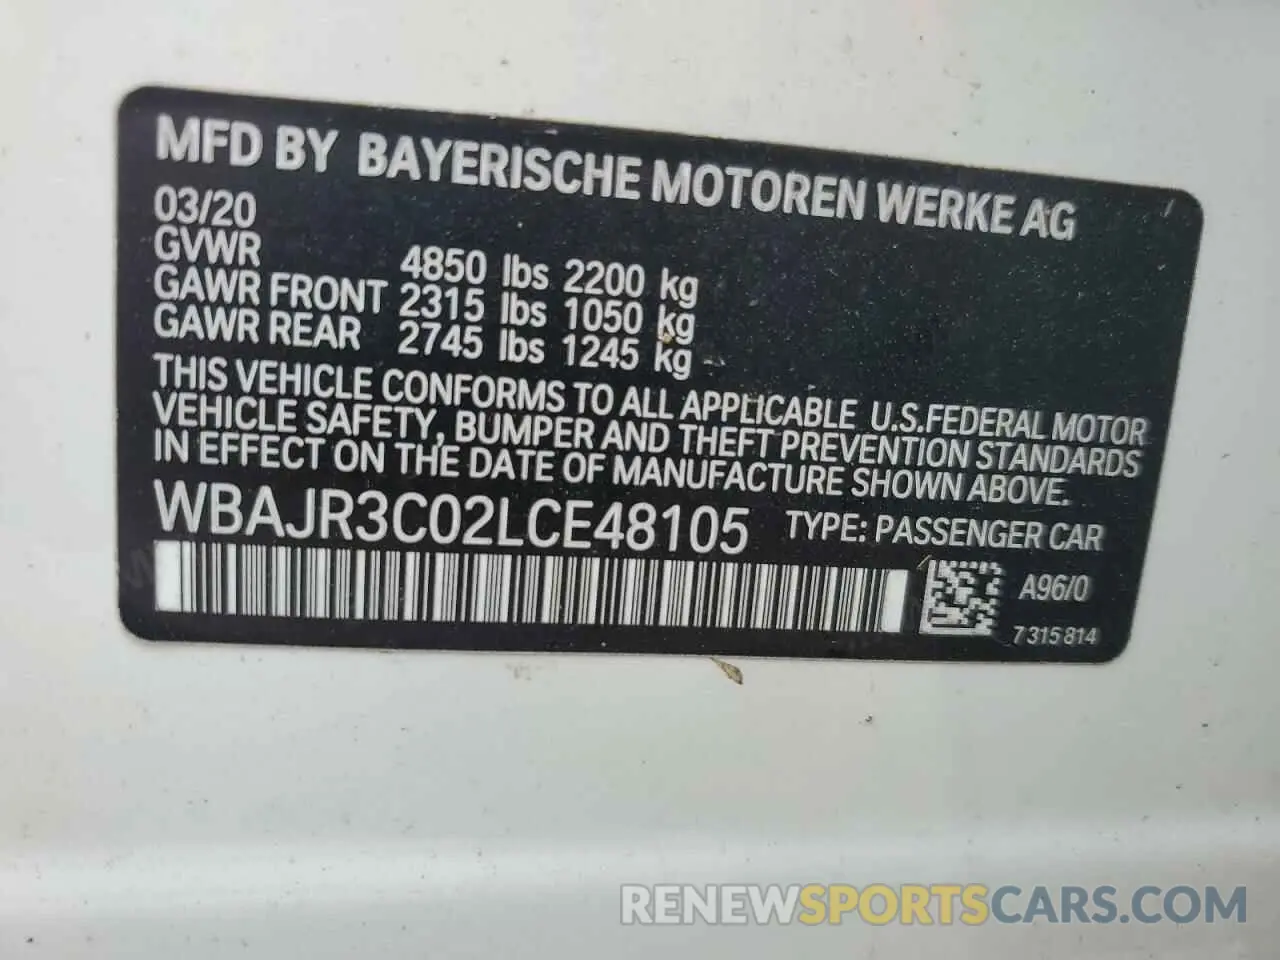 MFD BY BAYERISCHE MOTOREN WERKE AG
03/20
GVWR 4850 lbs 2200 kg
GAWR FRONT 2315 lbs 1050 kg
GAWR REAR 2745 lbs 1245 kg
THIS VEHICLE CONFORMS TO ALL APPLICABLE U.S.FEDERAL MOTOR
VEHICLE SAFETY, BUMPER AND THEFT PREVENTION STANDARDS
IN EFFECT ON THE DATE OF MANUFACTURE SHOWN ABOVE.
WBAJR3C02LCE48105 TYPE: PASSENGER CAR
A96/0
7 315 814
RENEWSPORTSCARS.COM